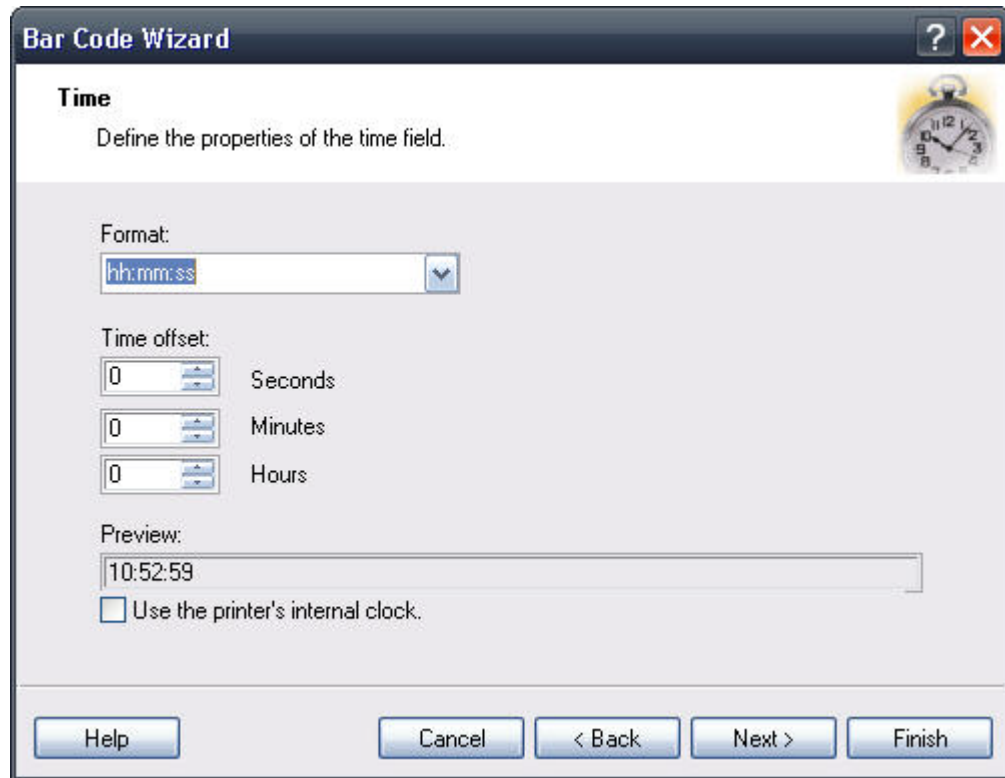 Bar Code Wizard
?
Time
Define the properties of the time field.
Format:
hh:mm:ss
Time offset:
0 Seconds
0 Minutes
0 Hours
Preview:
10:52:59
Use the printer's internal clock.
Help Cancel < Back Next > Finish